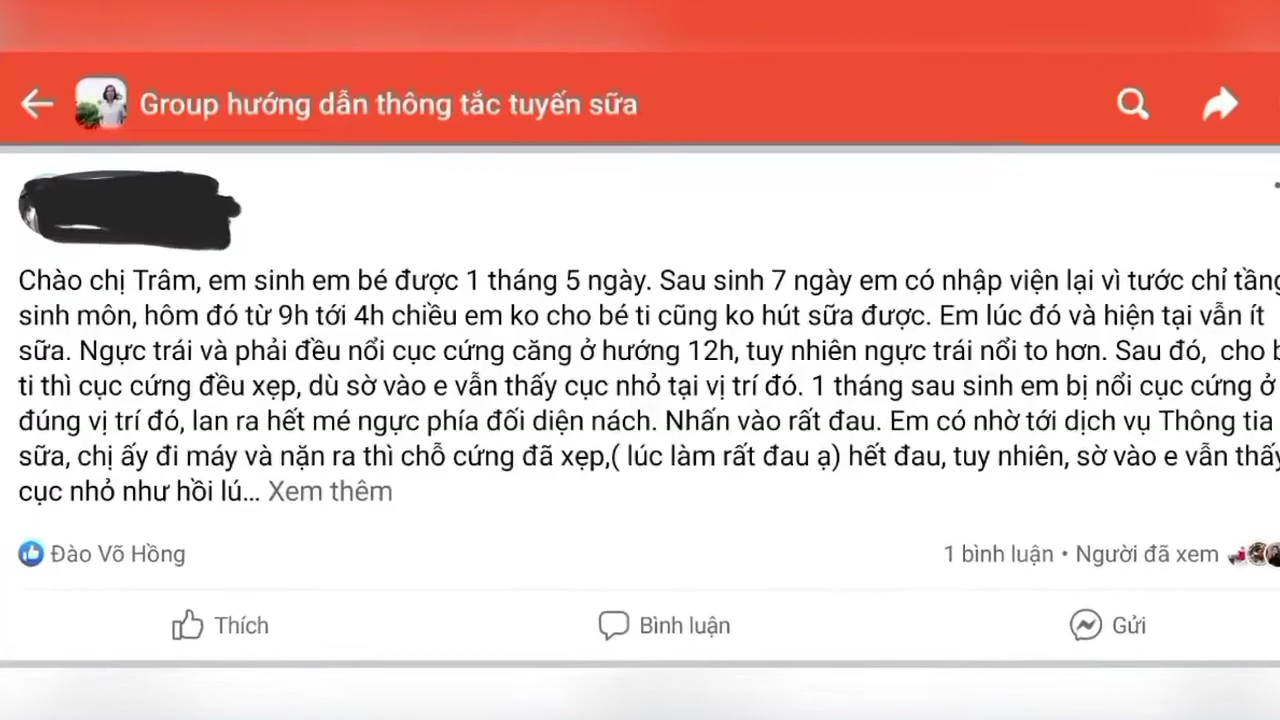 Group hướng dẫn thông tắc tuyến sữa
Chào chị Trâm, em sinh em bé được 1 tháng 5 ngày. Sau sinh 7 ngày em có nhập viện lại vì tước chỉ tầng
sinh môn, hôm đó từ 9h tới 4h chiều em ko cho bé ti cũng ko hút sữa được. Em lúc đó và hiện tại vẫn ít
sữa. Ngực trái và phải đều nổi cục cứng căng ở hướng 12h, tuy nhiên ngực trái nổi to hơn. Sau đó, cho b
ti thì cục cứng đều xẹp, dù sờ vào e vẫn thấy cục nhỏ tại vị trí đó. 1 tháng sau sinh em bị nổi cục cứng ở
đúng vị trí đó, lan ra hết mé ngực phía đối diện nách. Nhấn vào rất đau. Em có nhờ tới dịch vụ Thông tia
sữa, chị ấy đi máy và nặn ra thì chỗ cứng đã xẹp,( lúc làm rất đau ạ) hết đau, tuy nhiên, sờ vào e vẫn thấy
cục nhỏ như hồi lú... Xem thêm
Đào Võ Hồng
1 bình luận • Người đã xem
Thích
Bình luận
Gửi